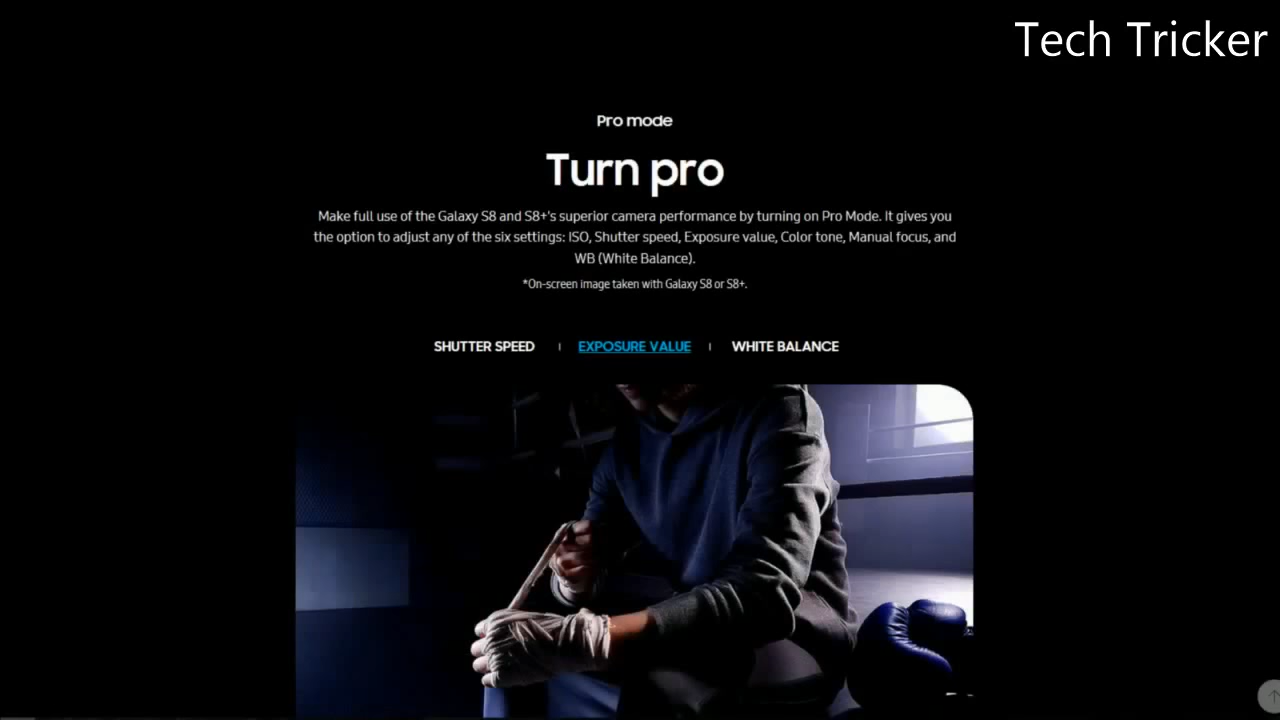 Tech Tricker
Pro mode
Turn pro
Make full use of the Galaxy S8 and S8+'s superior camera performance by turning on Pro Mode. It gives you
the option to adjust any of the six settings: ISO, Shutter speed, Exposure value, Color tone, Manual focus, and
WB (White Balance).
*On-screen image taken with Galaxy S8 or S8+.
SHUTTER SPEED | EXPOSURE VALUE | WHITE BALANCE